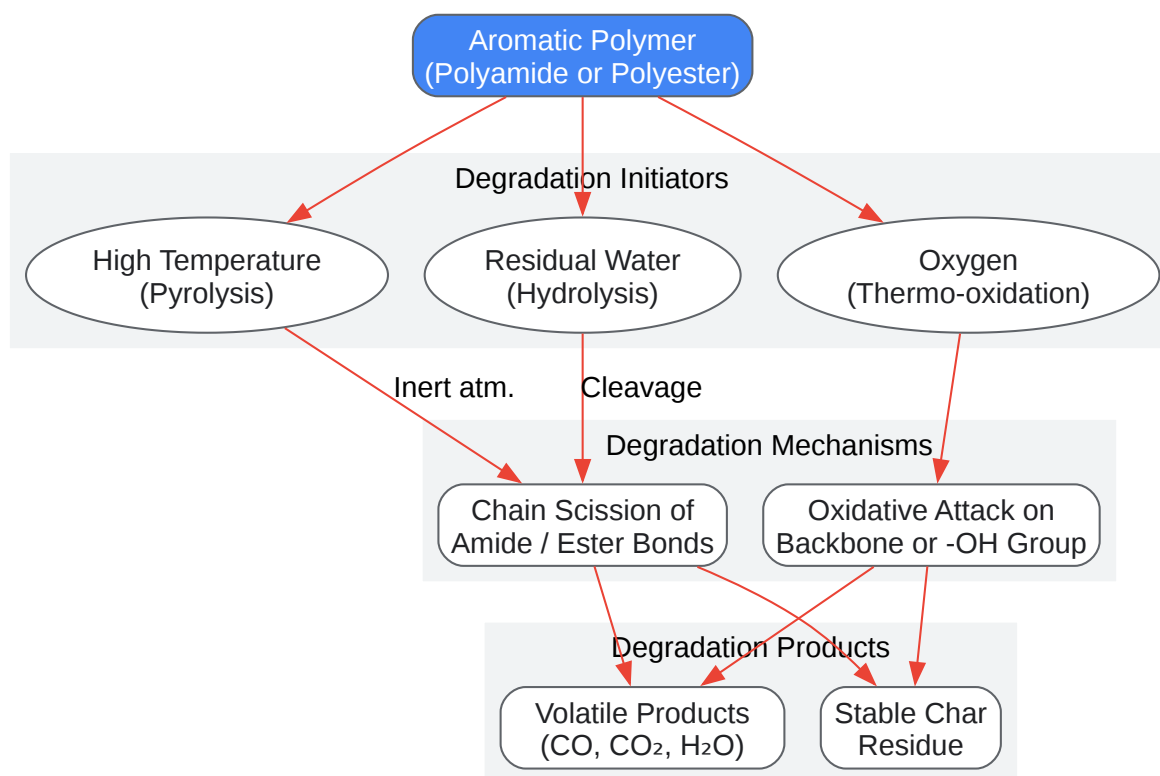 Aromatic Polymer
(Polyamide or Polyester)
Degradation Initiators
High Temperature
(Pyrolysis)
Residual Water
(Hydrolysis)
Oxygen
(Thermo-oxidation)
Inert atm.
Cleavage
Degradation Mechanisms
Chain Scission of
Amide / Ester Bonds
Oxidative Attack on
Backbone or -OH Group
Degradation Products
Volatile Products
(CO, CO₂, H₂O)
Stable Char
Residue